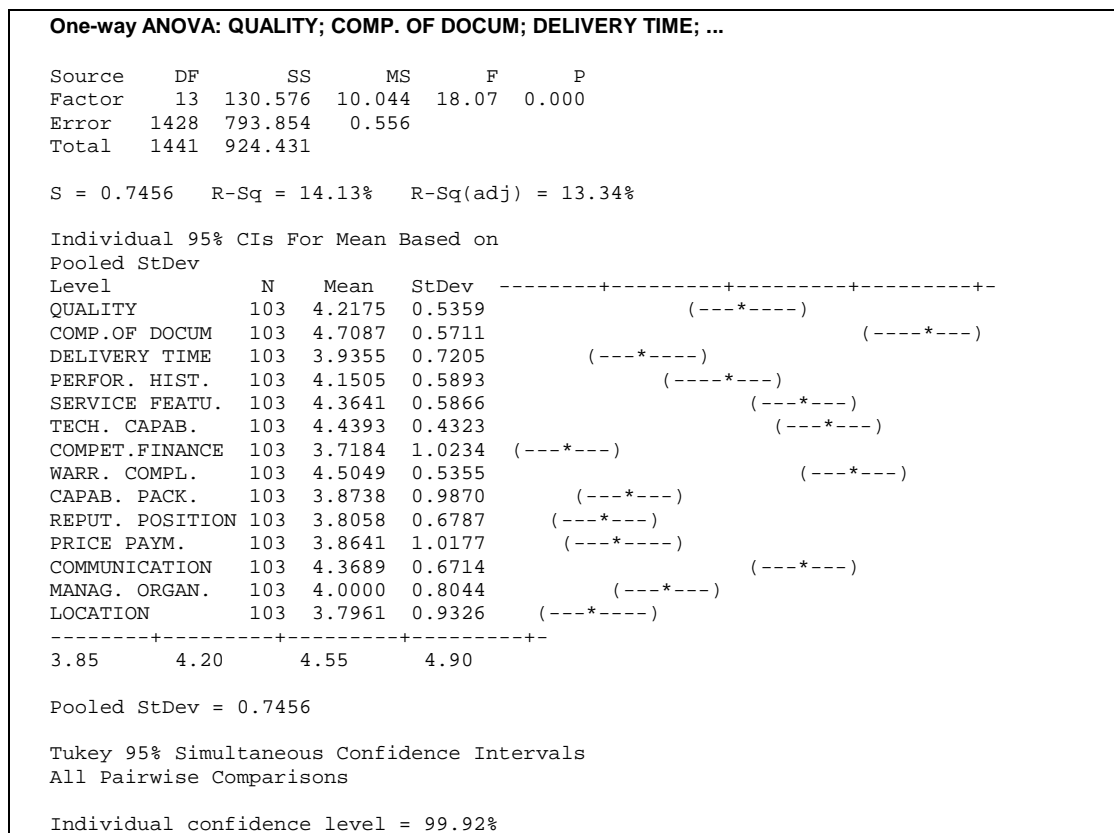 One-way ANOVA: QUALITY; COMP. OF DOCUM; DELIVERY TIME; ...
Source    DF       SS      MS      F      P
Factor    13  130.576  10.044  18.07  0.000
Error   1428  793.854   0.556
Total   1441  924.431
S = 0.7456   R-Sq = 14.13%   R-Sq(adj) = 13.34%
Individual 95% CIs For Mean Based on
Pooled StDev
Level            N    Mean   StDev  --------+---------+---------+---------+-
QUALITY         103  4.2175  0.5359                 (---*----)
COMP.OF DOCUM   103  4.7087  0.5711                               (----*---)
DELIVERY TIME   103  3.9355  0.7205         (---*----)
PERFOR. HIST.   103  4.1505  0.5893               (----*---)
SERVICE FEATU.  103  4.3641  0.5866                      (---*---)
TECH. CAPAB.    103  4.4393  0.4323                        (---*---)
COMPET.FINANCE  103  3.7184  1.0234  (---*---)
WARR. COMPL.    103  4.5049  0.5355                          (---*---)
CAPAB. PACK.    103  3.8738  0.9870       (---*---)
REPUT. POSITION 103  3.8058  0.6787     (---*---)
PRICE PAYM.     103  3.8641  1.0177      (---*----)
COMMUNICATION   103  4.3689  0.6714                      (---*---)
MANAG. ORGAN.   103  4.0000  0.8044           (---*---)
LOCATION        103  3.7961  0.9326    (---*----)
--------+---------+---------+---------+-
3.85      4.20      4.55      4.90
Pooled StDev = 0.7456
Tukey 95% Simultaneous Confidence Intervals
All Pairwise Comparisons
Individual confidence level = 99.92%